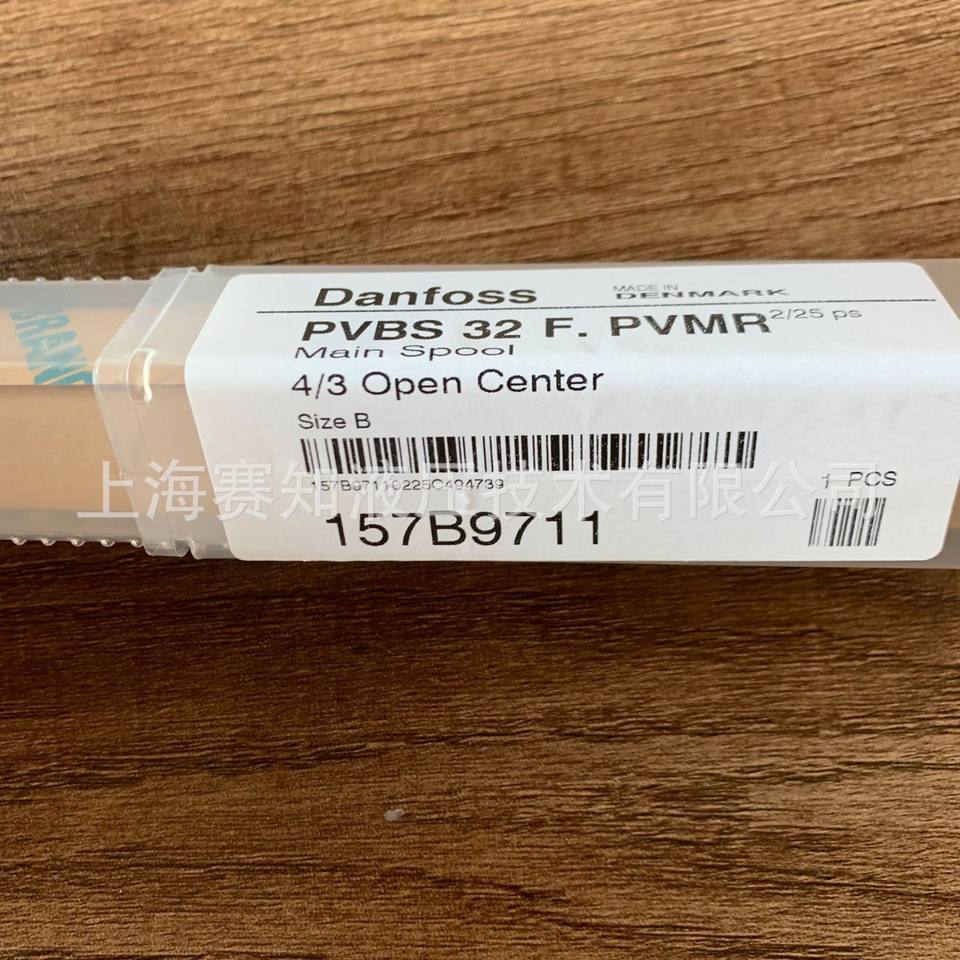 BRENG
Danfoss MADE IN DENMARK
PVBS 32 F. PVMR 2/25 ps
Main Spool
4/3 Open Center
Size B
157B97110225C494739
1 PCS
上海赛知液压技术有限公司
157B9711